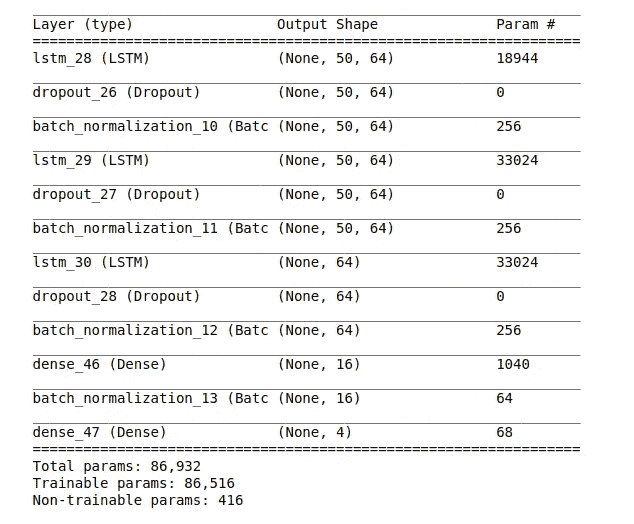 Layer (type) Output Shape Param #
=================================================================
lstm_28 (LSTM) (None, 50, 64) 18944
dropout_26 (Dropout) (None, 50, 64) 0
batch_normalization_10 (Batc (None, 50, 64) 256
lstm_29 (LSTM) (None, 50, 64) 33024
dropout_27 (Dropout) (None, 50, 64) 0
batch_normalization_11 (Batc (None, 50, 64) 256
lstm_30 (LSTM) (None, 64) 33024
dropout_28 (Dropout) (None, 64) 0
batch_normalization_12 (Batc (None, 64) 256
dense_46 (Dense) (None, 16) 1040
batch_normalization_13 (Batc (None, 16) 64
dense_47 (Dense) (None, 4) 68
=================================================================
Total params: 86,932
Trainable params: 86,516
Non-trainable params: 416